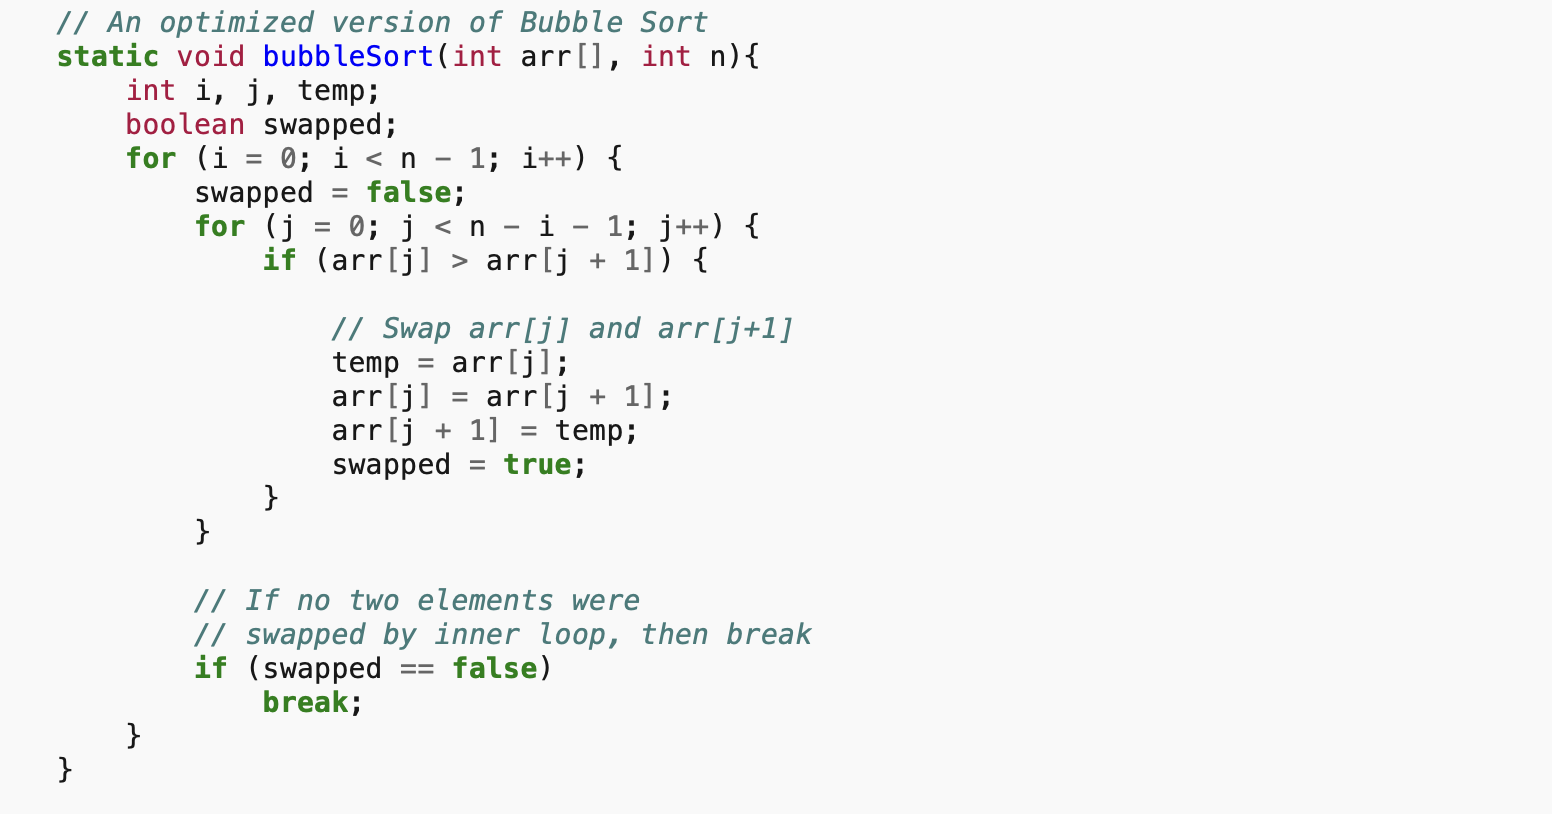 // An optimized version of Bubble Sort
static void bubbleSort(int arr[], int n){
    int i, j, temp;
    boolean swapped;
    for (i = 0; i < n - 1; i++) {
        swapped = false;
        for (j = 0; j < n - i - 1; j++) {
            if (arr[j] > arr[j + 1]) {

                // Swap arr[j] and arr[j+1]
                temp = arr[j];
                arr[j] = arr[j + 1];
                arr[j + 1] = temp;
                swapped = true;
            }
        }

        // If no two elements were
        // swapped by inner loop, then break
        if (swapped == false)
            break;
    }
}